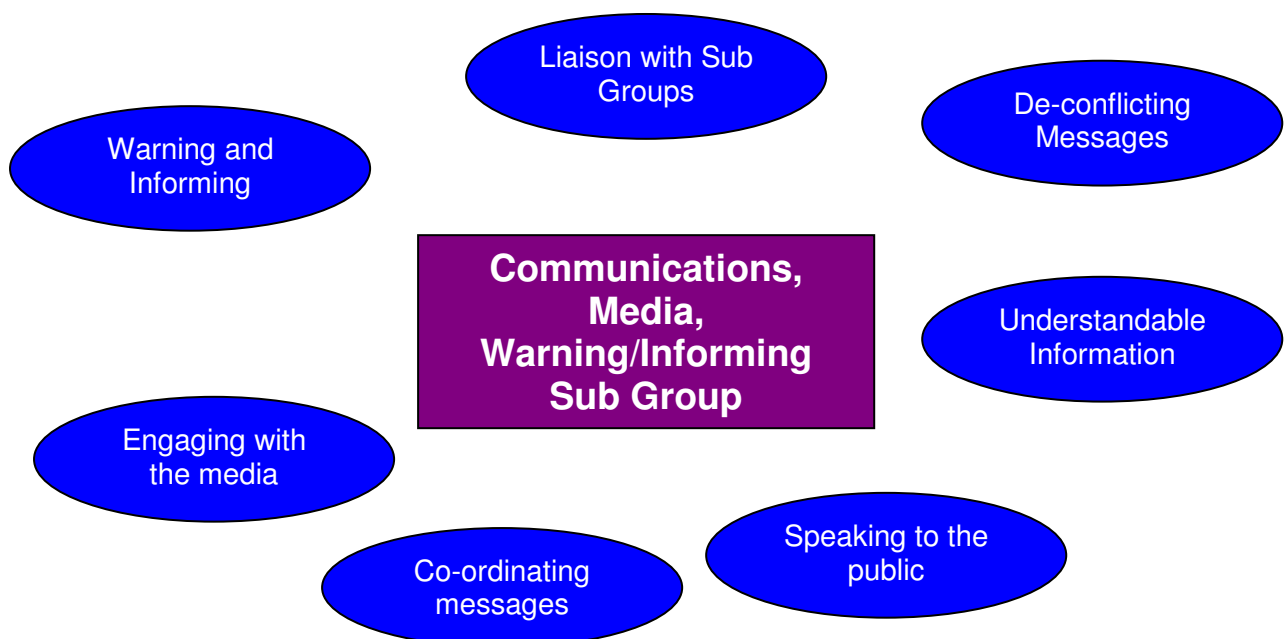 Liaison with Sub
Groups
De-conflicting
Messages
Warning and
Informing
Communications,
Media,
Warning/Informing
Sub Group
Understandable
Information
Engaging with
the media
Speaking to the
public
Co-ordinating
messages